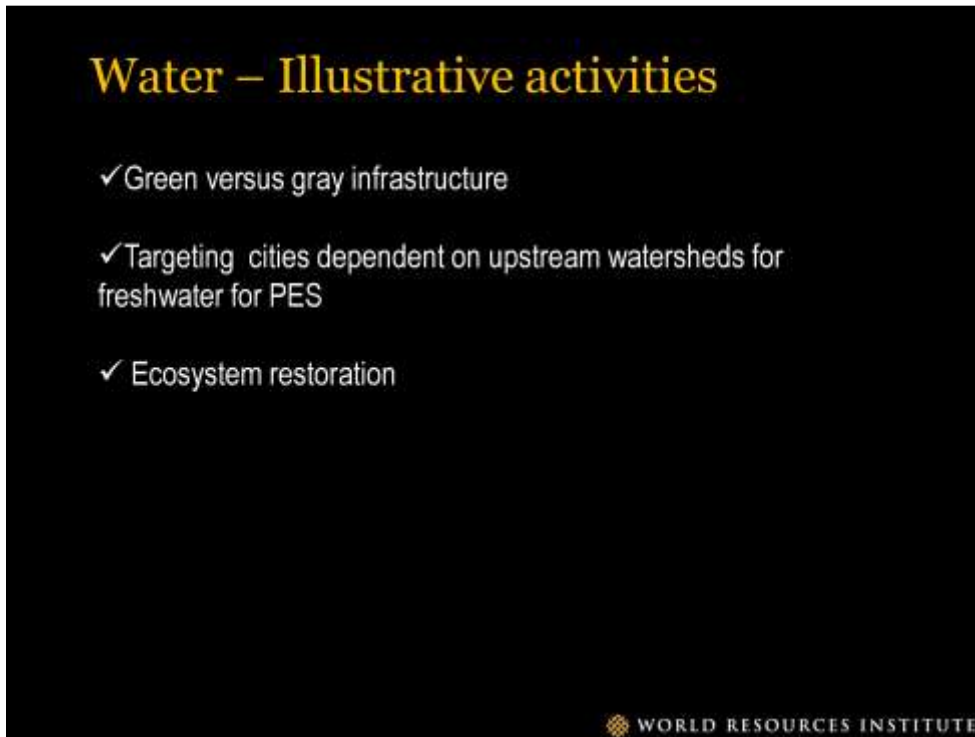 Water – Illustrative activities
✓Green versus gray infrastructure
✓Targeting  cities dependent on upstream watersheds for
freshwater for PES
✓ Ecosystem restoration
WORLD RESOURCES INSTITUTE